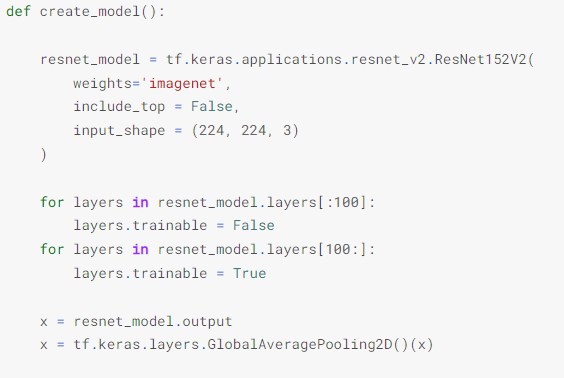 def create_model():
    resnet_model = tf.keras.applications.resnet_v2.ResNet152V2(
        weights='imagenet',
        include_top = False,
        input_shape = (224, 224, 3)
    )
    for layers in resnet_model.layers[:100]:
        layers.trainable = False
    for layers in resnet_model.layers[100:]:
        layers.trainable = True
    x = resnet_model.output
    x = tf.keras.layers.GlobalAveragePooling2D()(x)